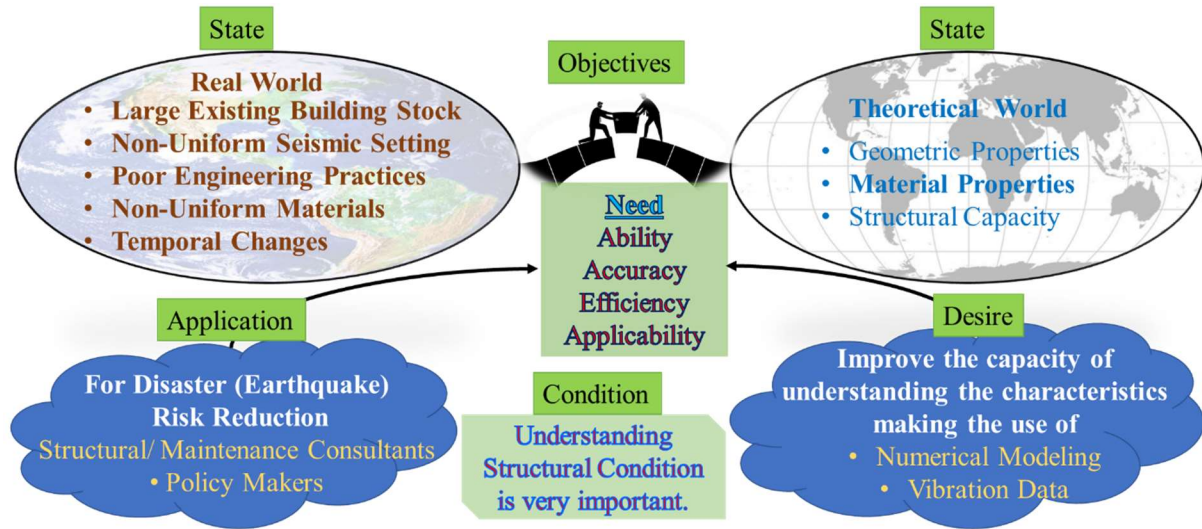 State
Real World
• Large Existing Building Stock
• Non-Uniform Seismic Setting
• Poor Engineering Practices
• Non-Uniform Materials
• Temporal Changes
Objectives
Need
Ability
Accuracy
Efficiency
Applicability
State
Theoretical World
• Geometric Properties
• Material Properties
• Structural Capacity
Application
For Disaster (Earthquake)
Risk Reduction
Structural/ Maintenance Consultants
• Policy Makers
Condition
Understanding
Structural Condition
is very important.
Desire
Improve the capacity of
understanding the characteristics
making the use of
• Numerical Modeling
• Vibration Data